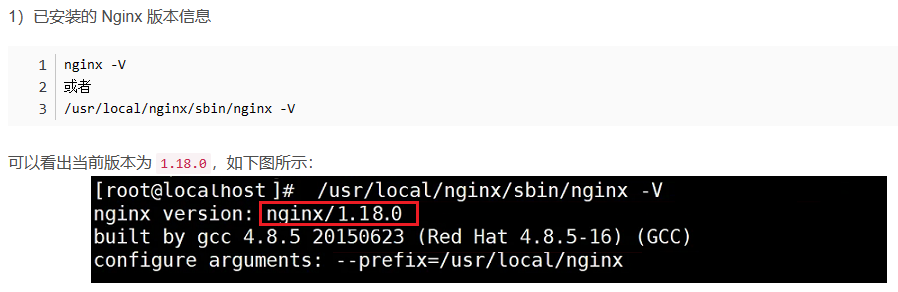 1）已安装的 Nginx 版本信息
1 nginx -V
2 或者
3 /usr/local/nginx/sbin/nginx -V
可以看出当前版本为 1.18.0，如下图所示：
[root@localhost ]#  /usr/local/nginx/sbin/nginx -V
nginx version: nginx/1.18.0
built by gcc 4.8.5 20150623 (Red Hat 4.8.5-16) (GCC)
configure arguments: --prefix=/usr/local/nginx